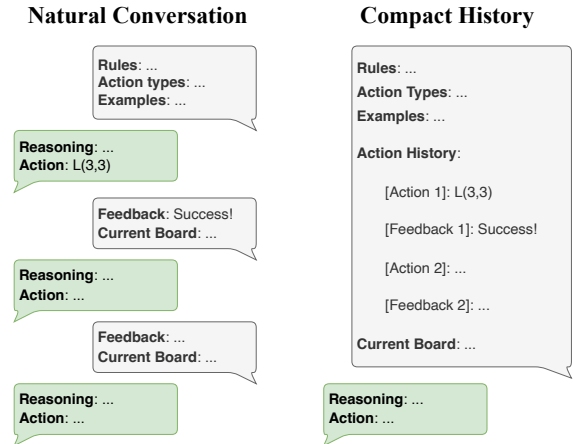 Natural Conversation
Rules: ...
Action types: ...
Examples: ...
Reasoning: ...
Action: L(3,3)
Feedback: Success!
Current Board: ...
Reasoning: ...
Action: ...
Feedback: ...
Current Board: ...
Reasoning: ...
Action: ...
Compact History
Rules: ...
Action Types: ...
Examples: ...
Action History:
[Action 1]: L(3,3)
[Feedback 1]: Success!
[Action 2]: ...
[Feedback 2]: ...
Current Board: ...
Reasoning: ...
Action: ...